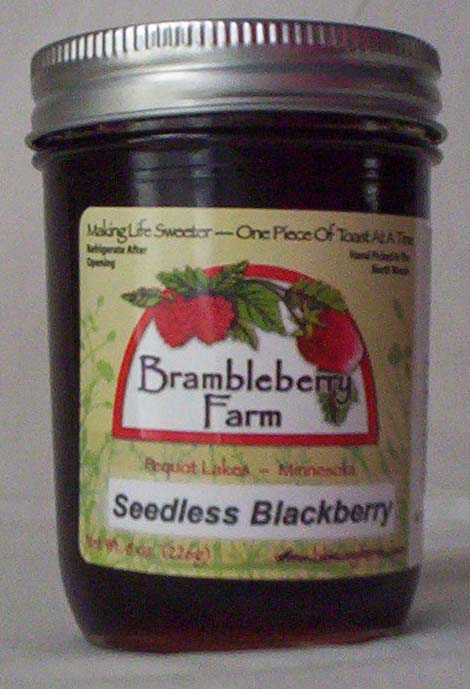 Making Life Sweeter — One Piece Of Toast At A Time
Refrigerate After
Opening
Hand Picked In The
North Woods
Brambleberry
Farm
Pequot Lakes - Minnesota
Seedless Blackberry
Net Wt. 8 oz. (226g)